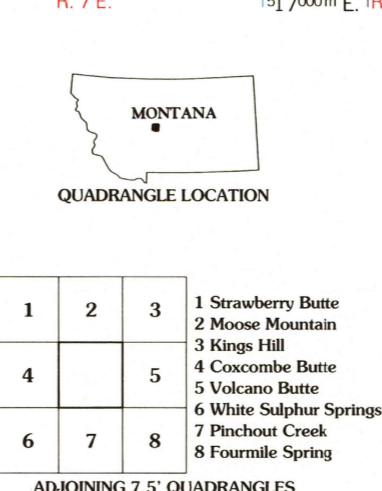 R. 7 E.
MONTANA
QUADRANGLE LOCATION
1 2 3
4 5
6 7 8
1 Strawberry Butte
2 Moose Mountain
3 Kings Hill
4 Coxcombe Butte
5 Volcano Butte
6 White Sulphur Springs
7 Pinchout Creek
8 Fourmile Spring
ADJOINING 7.5' QUADRANGLES